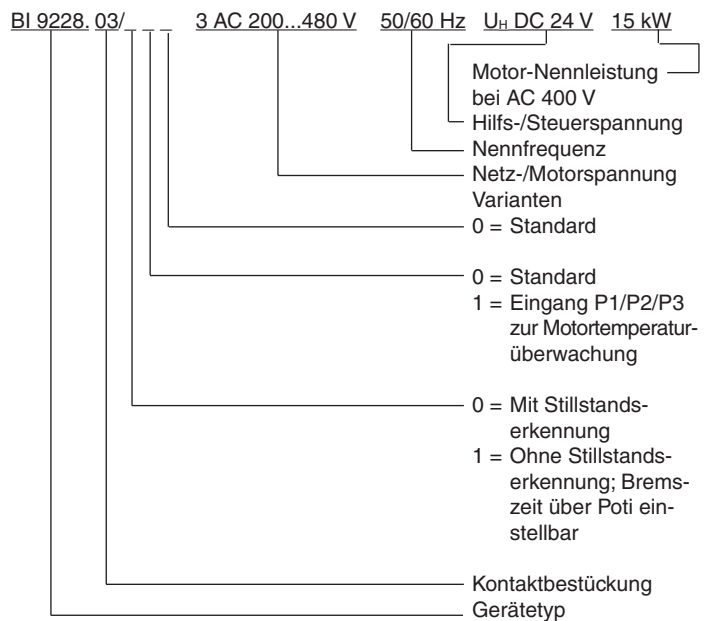 BI 9228. 03/_ _ _ 3 AC 200...480 V 50/60 Hz UH DC 24 V 15 kW
Motor-Nennleistung
bei AC 400 V
Hilfs-/Steuerspannung
Nennfrequenz
Netz-/Motorspannung
Varianten
0 = Standard
0 = Standard
1 = Eingang P1/P2/P3
zur Motortemperatur-
überwachung
0 = Mit Stillstands-
erkennung
1 = Ohne Stillstands-
erkennung; Brems-
zeit über Poti ein-
stellbar
Kontaktbestückung
Gerätetyp